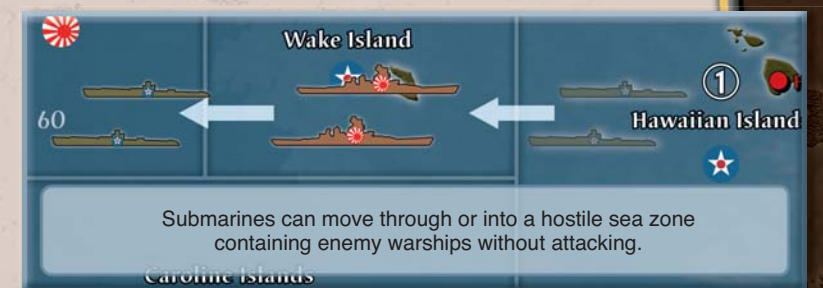 Wake Island
①
60
Hawaiian Island
Submarines can move through or into a hostile sea zone
containing enemy warships without attacking.
Caroline Islands